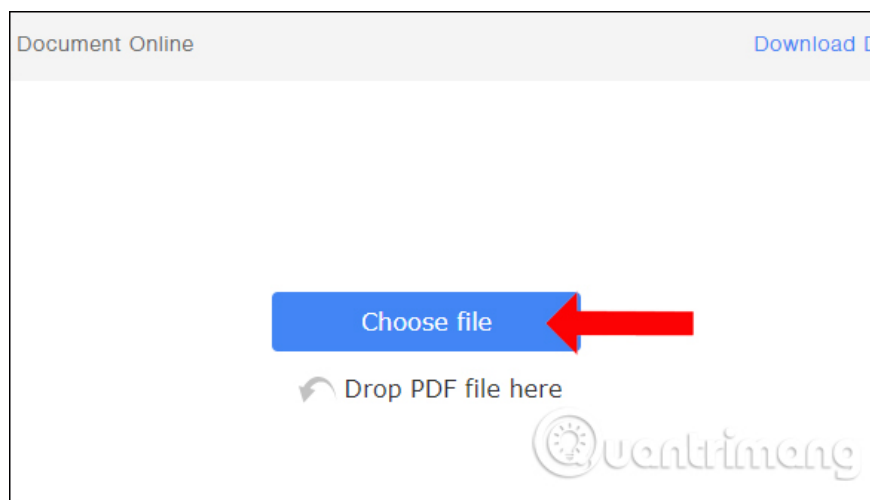 Document Online
Download D
Choose file
Drop PDF file here
Quantrimang